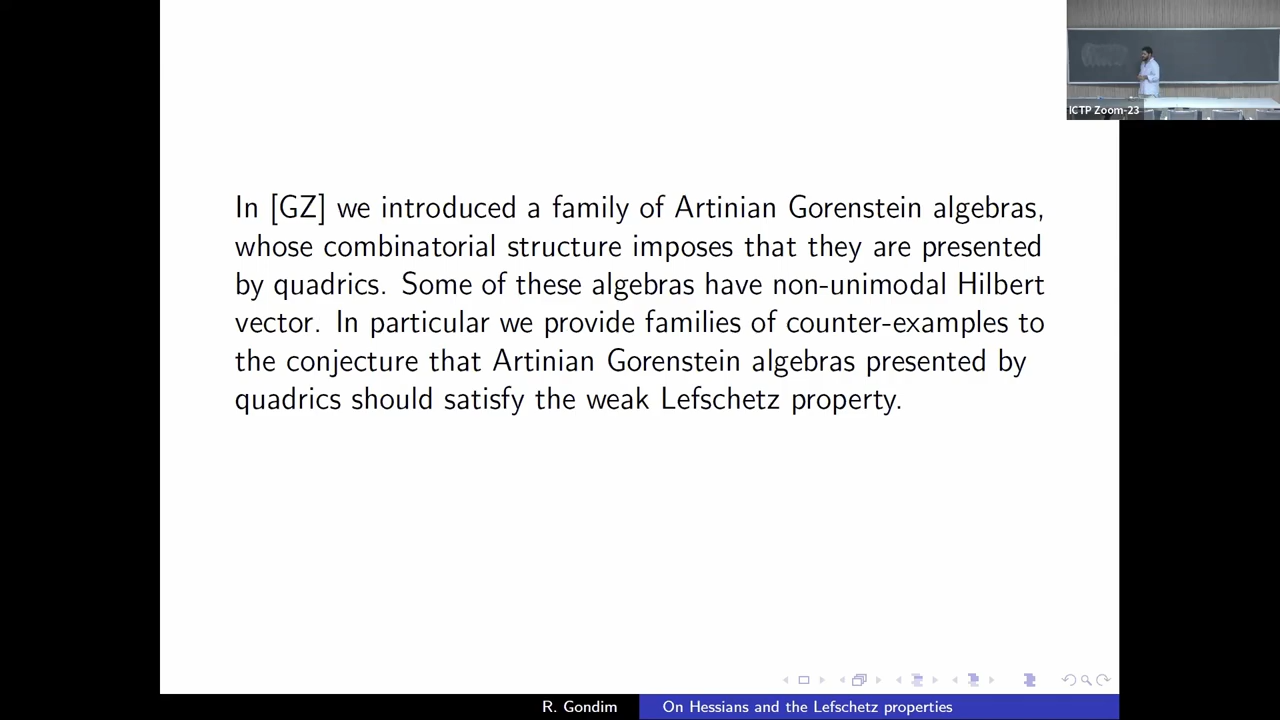 ICTP Zoom-23
In [GZ] we introduced a family of Artinian Gorenstein algebras,
whose combinatorial structure imposes that they are presented
by quadrics. Some of these algebras have non-unimodal Hilbert
vector. In particular we provide families of counter-examples to
the conjecture that Artinian Gorenstein algebras presented by
quadrics should satisfy the weak Lefschetz property.
R. Gondim
On Hessians and the Lefschetz properties